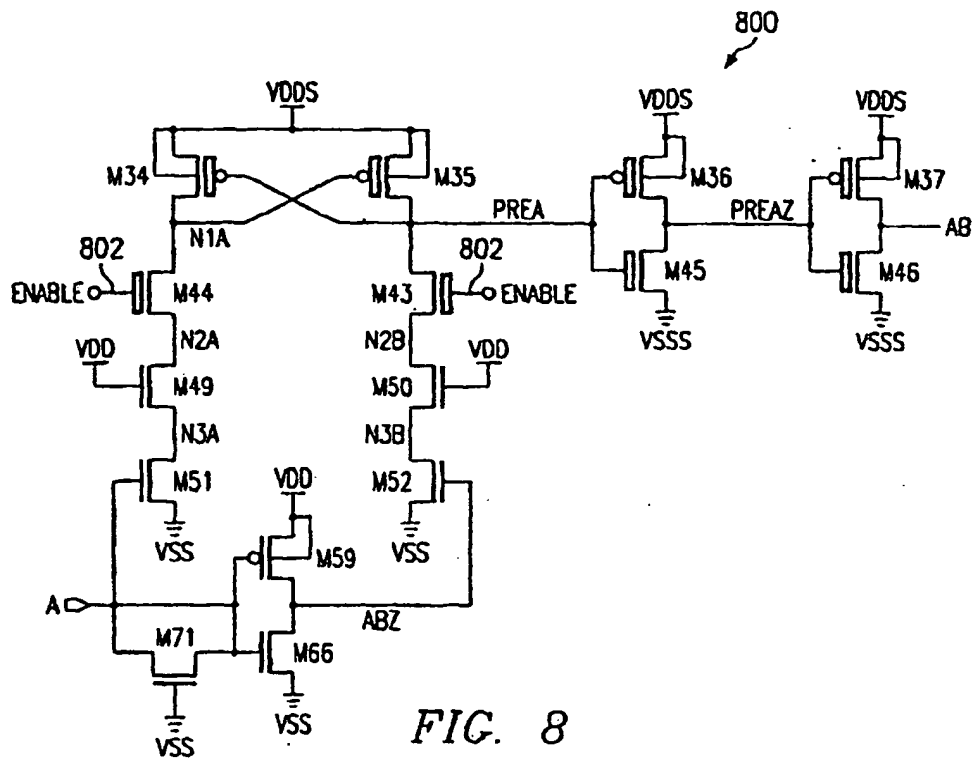 800
VDDS
VDDS
VDDS
M34
M35
M36
M37
PREA
PREAZ
AB
N1A
802
802
M45
M46
ENABLE
M44
M43
ENABLE
VSSS
VSSS
N2A
N2B
VDD
VDD
M49
M50
N3A
N3B
M51
M52
VDD
VSS
VSS
M59
A
ABZ
M71
M66
VSS
VSS
FIG. 8